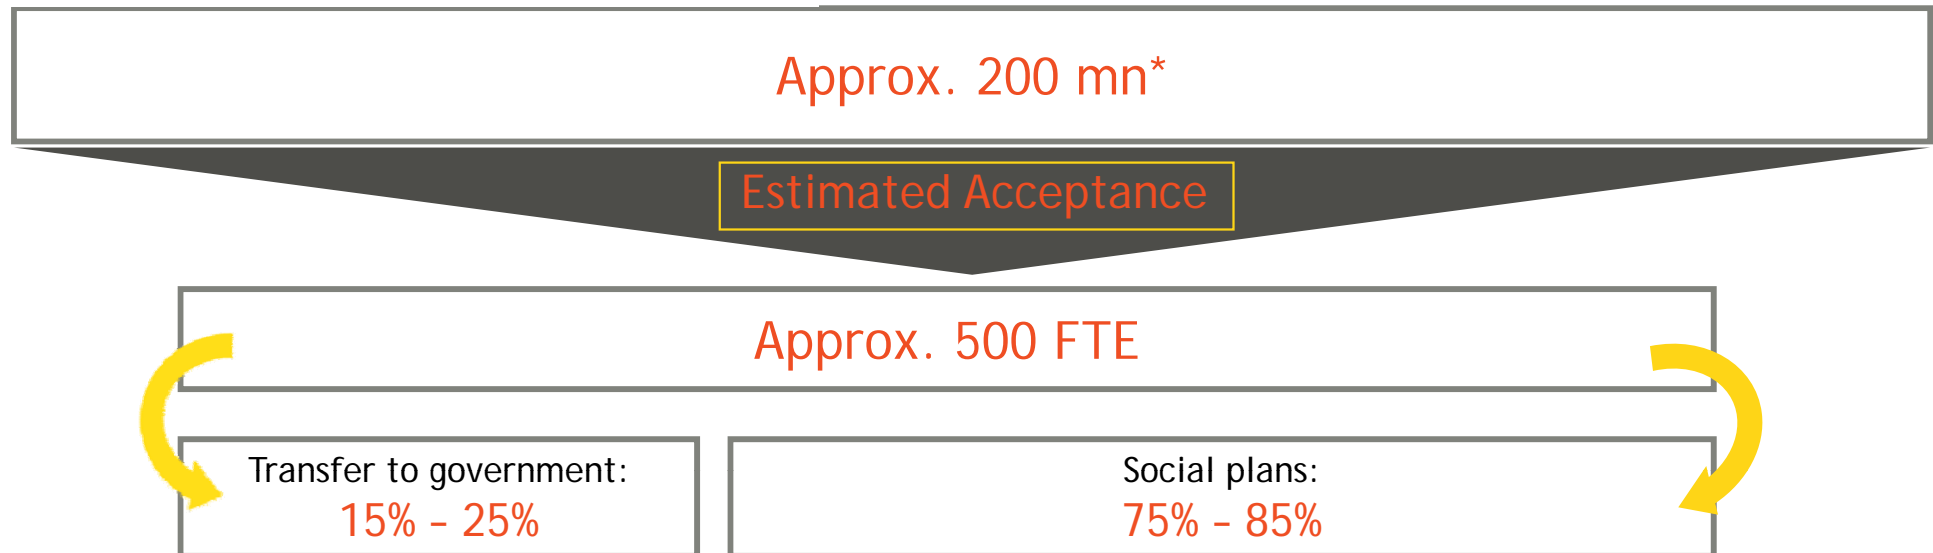 Approx. 200 mn*
Estimated Acceptance
Approx. 500 FTE
Transfer to government:
15% – 25%
Social plans:
75% – 85%